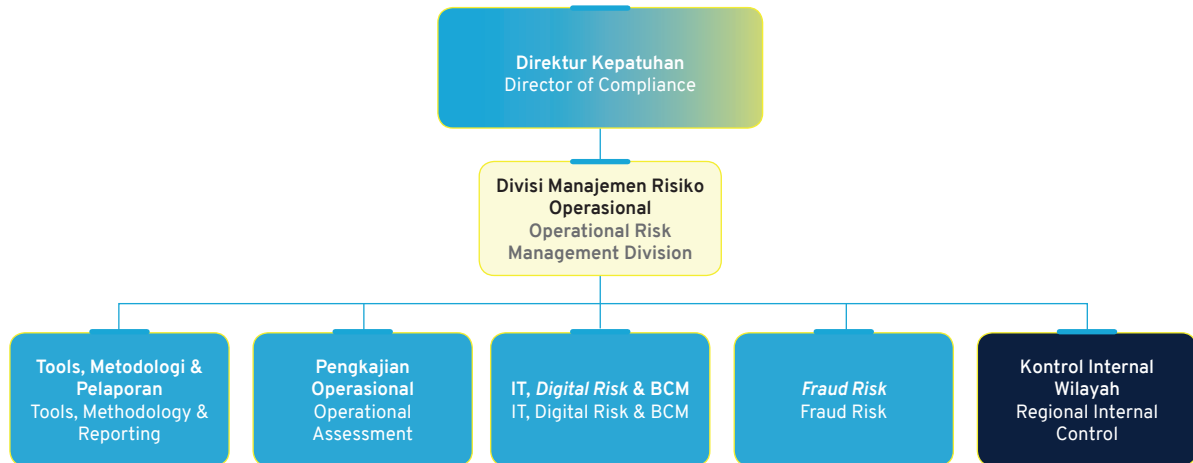 Direktur Kepatuhan
Director of Compliance
Divisi Manajemen Risiko
Operasional
Operational Risk
Management Division
Tools, Metodologi &
Pelaporan
Tools, Methodology &
Reporting
Pengkajian
Operasional
Operational
Assessment
IT, Digital Risk & BCM
IT, Digital Risk & BCM
Fraud Risk
Fraud Risk
Kontrol Internal
Wilayah
Regional Internal
Control